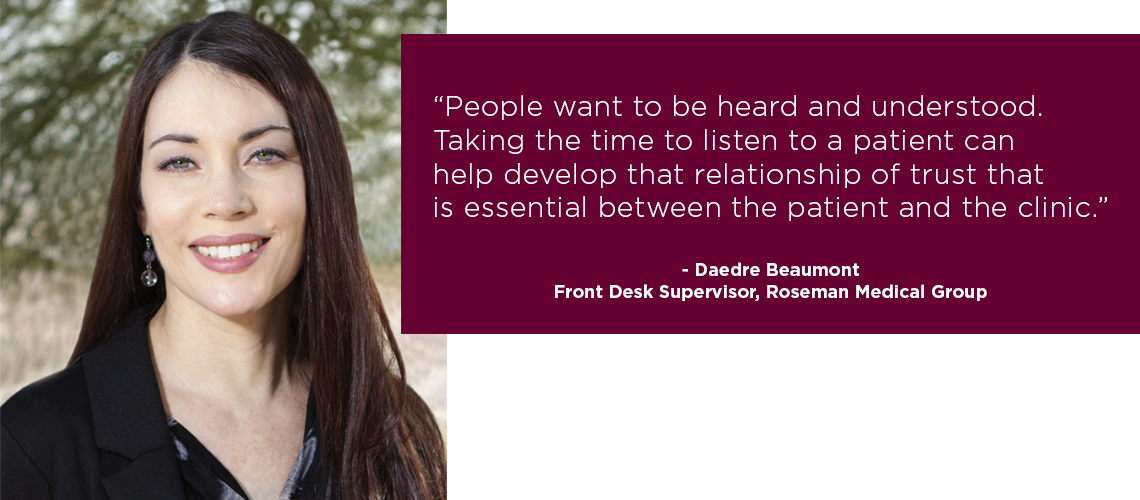 “People want to be heard and understood.
Taking the time to listen to a patient can
help develop that relationship of trust that
is essential between the patient and the clinic.”
- Daedre Beaumont
Front Desk Supervisor, Roseman Medical Group